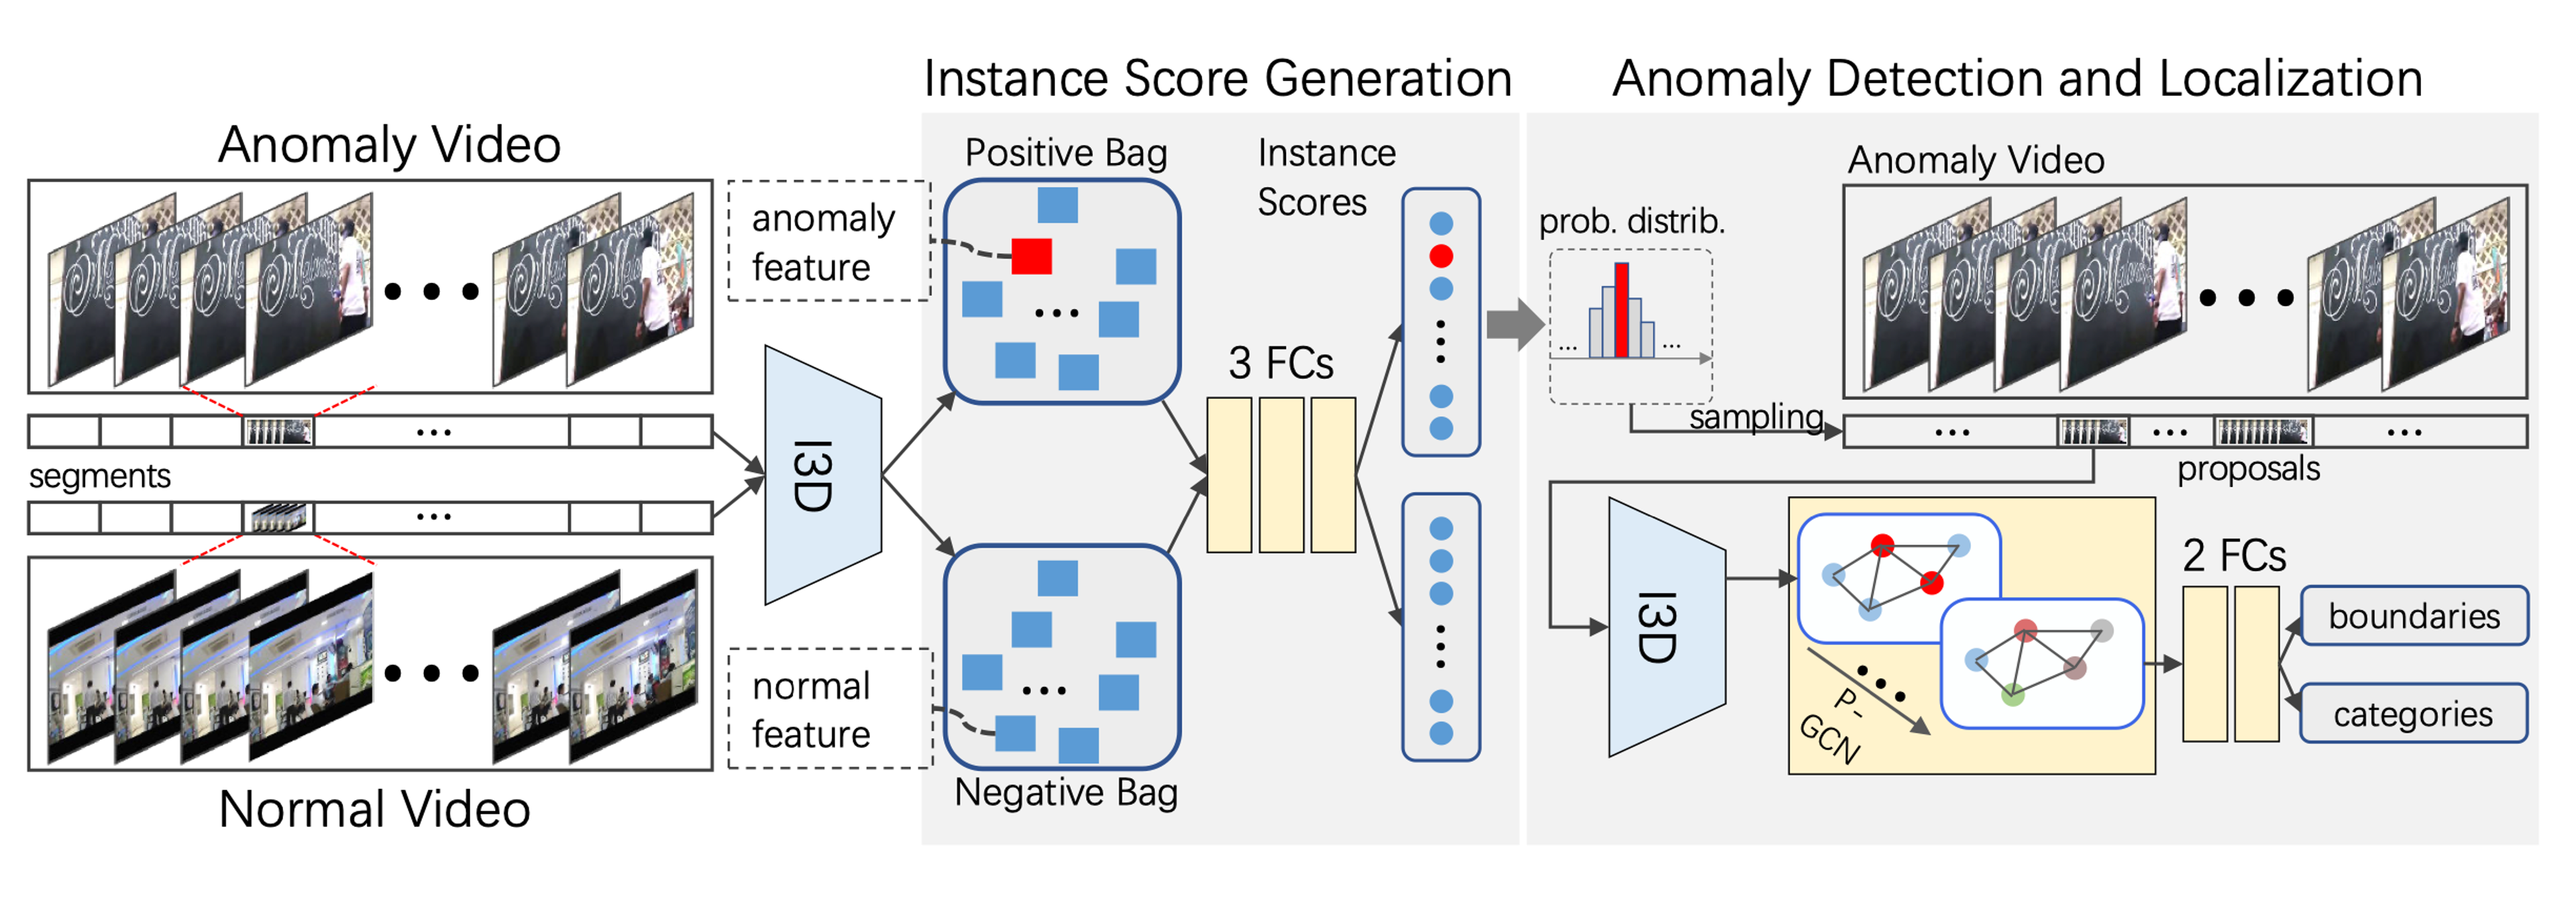 Instance Score Generation
Anomaly Detection and Localization
Anomaly Video
segments
Normal Video
I3D
anomaly
feature
normal
feature
Positive Bag
...
Negative Bag
...
3 FCs
Instance
Scores
prob. distrib.
... ...
sampling
Anomaly Video
... ... ...
proposals
I3D
P-
GCN
2 FCs
boundaries
categories